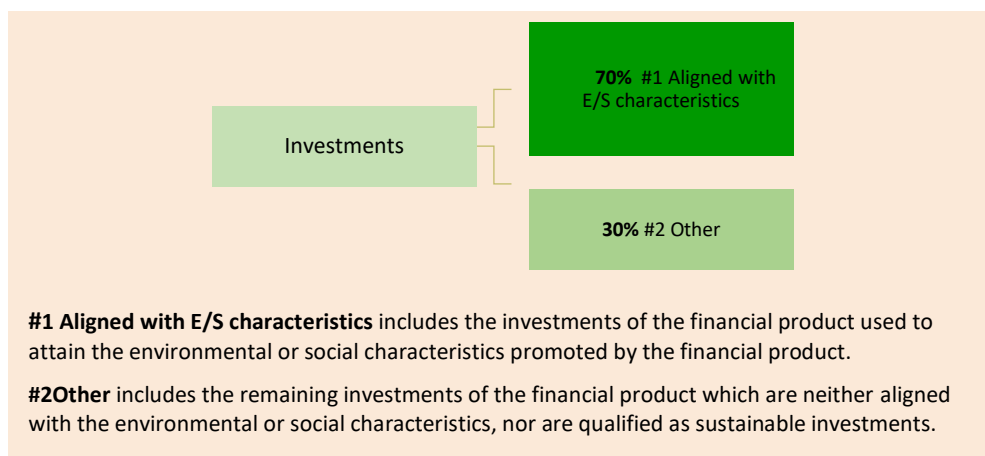 70% #1 Aligned with
E/S characteristics
Investments
30% #2 Other
#1 Aligned with E/S characteristics includes the investments of the financial product used to
attain the environmental or social characteristics promoted by the financial product.
#2Other includes the remaining investments of the financial product which are neither aligned
with the environmental or social characteristics, nor are qualified as sustainable investments.